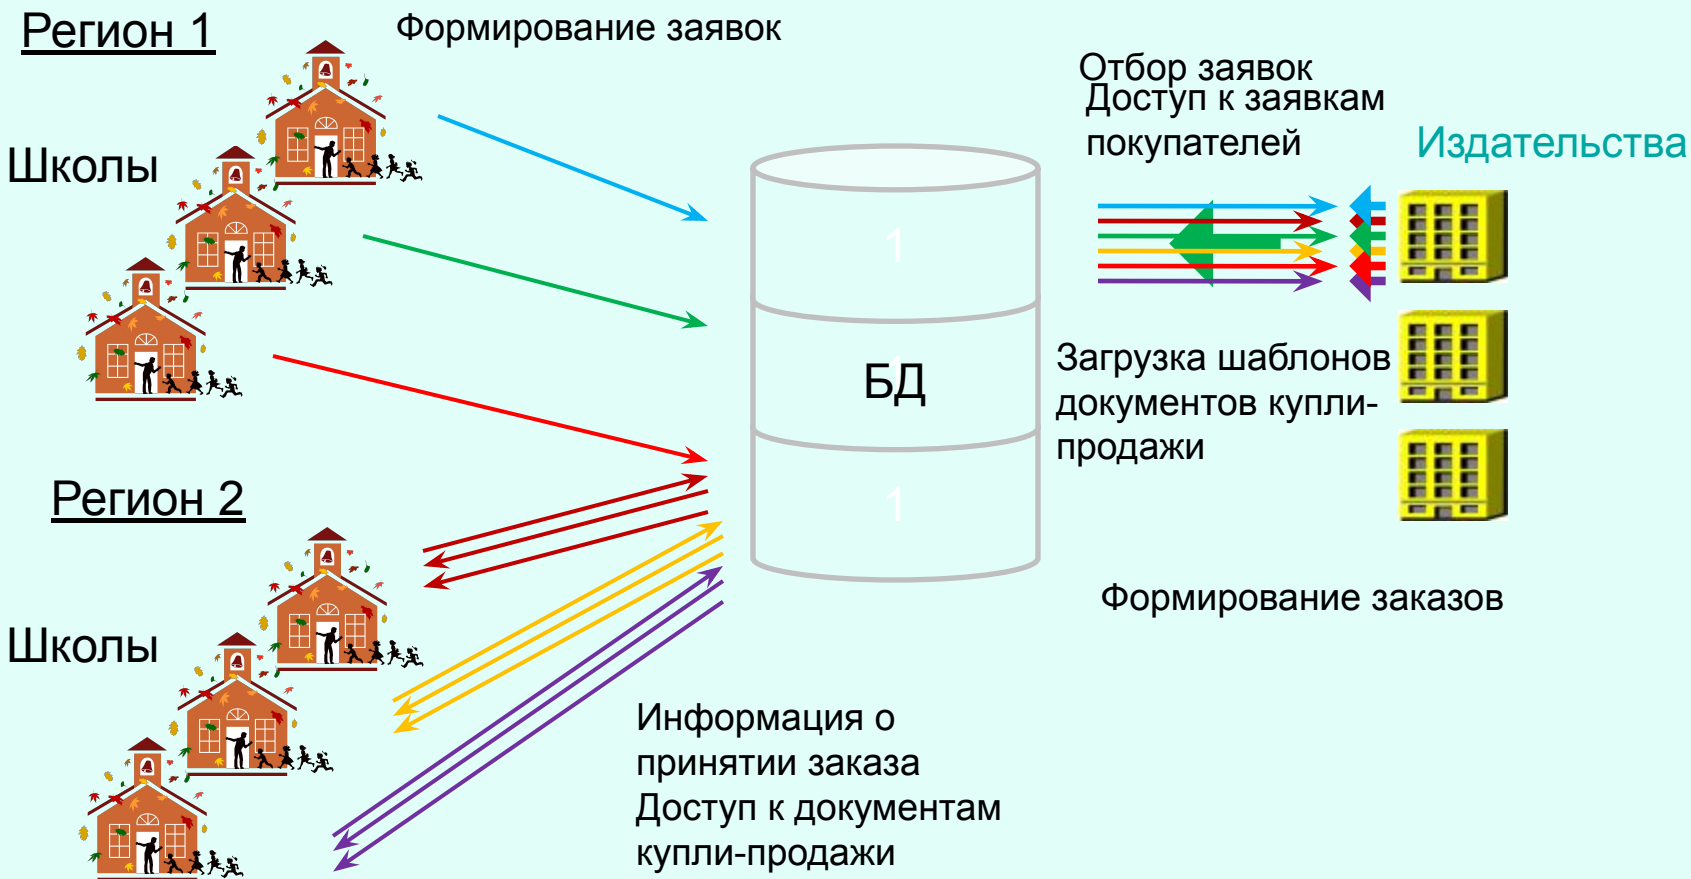 Регион 1
Формирование заявок
Школы
Отбор заявок
Доступ к заявкам
покупателей
Издательства
1
БД
1
Загрузка шаблонов
документов купли-
продажи
Регион 2
Школы
Формирование заказов
Информация о
принятии заказа
Доступ к документам
купли-продажи